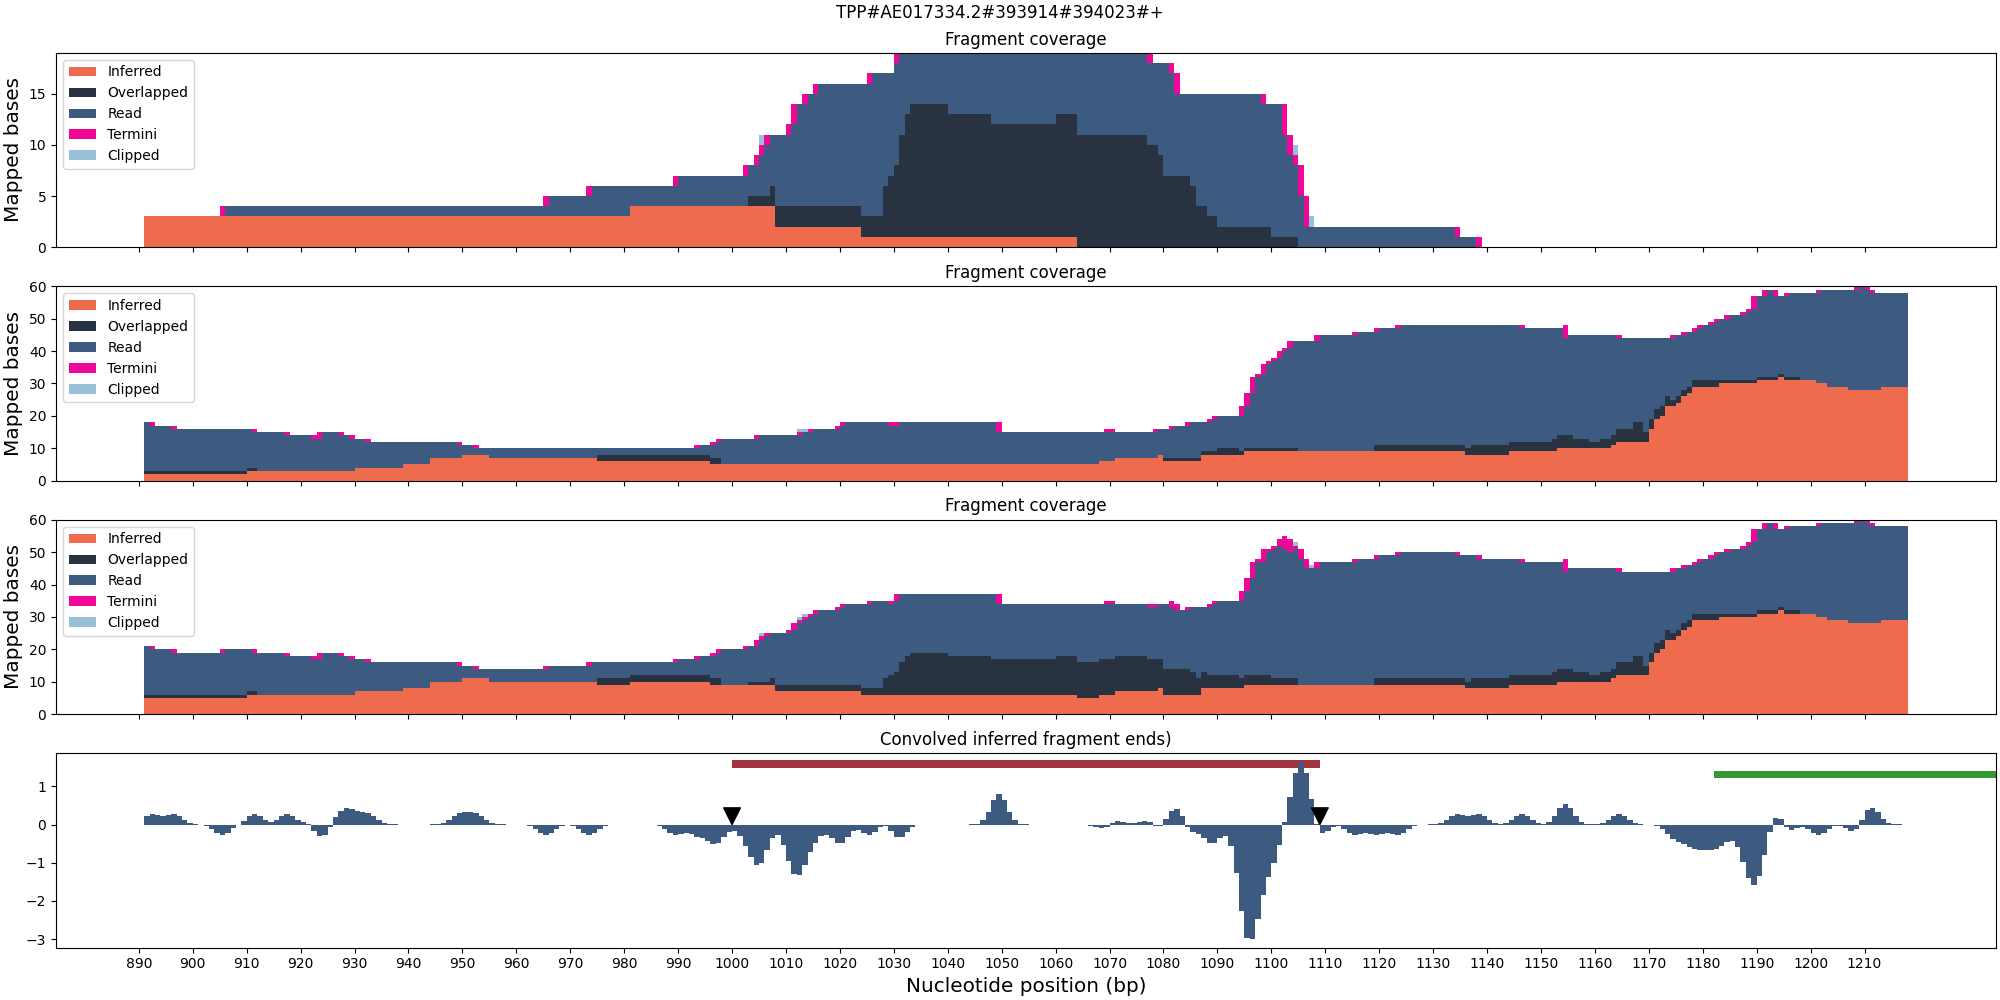 TPP#AE017334.2#393914#394023#+
Fragment coverage
Mapped bases
15
10
5
0
Inferred
Overlapped
Read
Termini
Clipped
Fragment coverage
Mapped bases
60
50
40
30
20
10
0
Inferred
Overlapped
Read
Termini
Clipped
Fragment coverage
Mapped bases
60
50
40
30
20
10
0
Inferred
Overlapped
Read
Termini
Clipped
Convolved inferred fragment ends)
1
0
−1
−2
−3
890 900 910 920 930 940 950 960 970 980 990 1000 1010 1020 1030 1040 1050 1060 1070 1080 1090 1100 1110 1120 1130 1140 1150 1160 1170 1180 1190 1200 1210
Nucleotide position (bp)